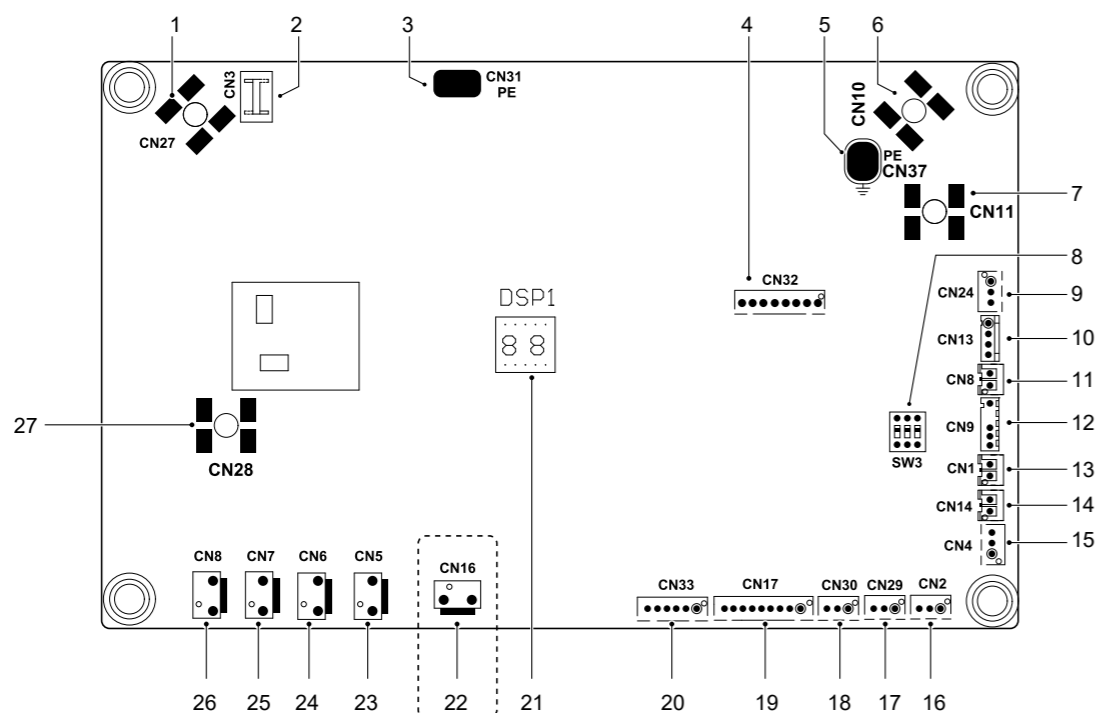 1 2 3 4 5 6
CN3
CN31
PE
CN10
CN27
PE
CN37
7
CN11
8
CN32
CN24 9
DSP1
CN13 10
88
CN8 11
CN9 12
27
SW3
CN28
CN1 13
CN14 14
CN4 15
CN8 CN7 CN6 CN5 CN16
CN33 CN17 CN30 CN29 CN2
26 25 24 23 22 21 20 19 18 17 16